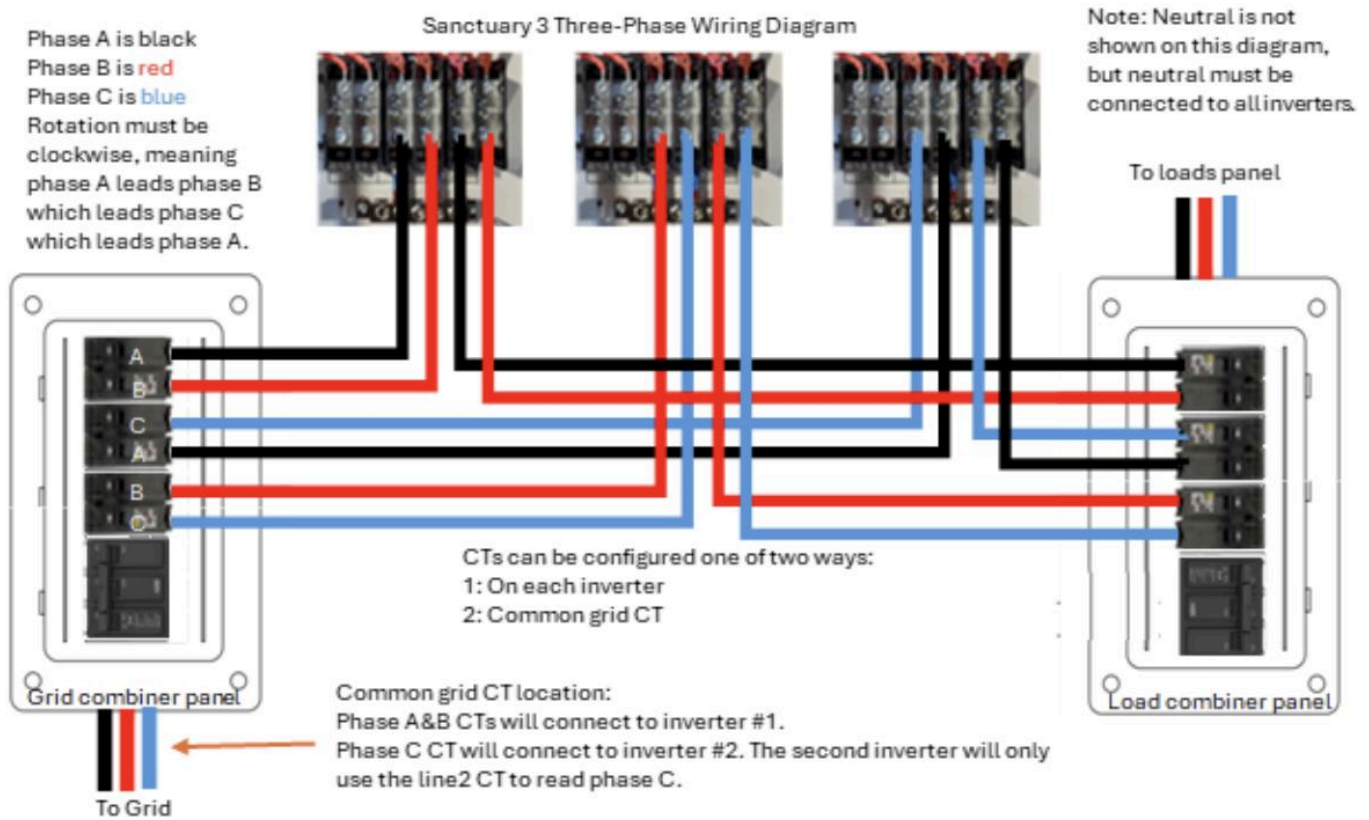 Sanctuary 3 Three-Phase Wiring Diagram
Phase A is black
Phase B is red
Phase C is blue
Rotation must be
clockwise, meaning
phase A leads phase B
which leads phase C
which leads phase A.
Note: Neutral is not
shown on this diagram,
but neutral must be
connected to all inverters.
To loads panel
A
B
C
A
B
C
CTs can be configured one of two ways:
1: On each inverter
2: Common grid CT
Grid combiner panel
Load combiner panel
Common grid CT location:
Phase A&B CTs will connect to inverter #1.
Phase C CT will connect to inverter #2. The second inverter will only
use the line2 CT to read phase C.
To Grid